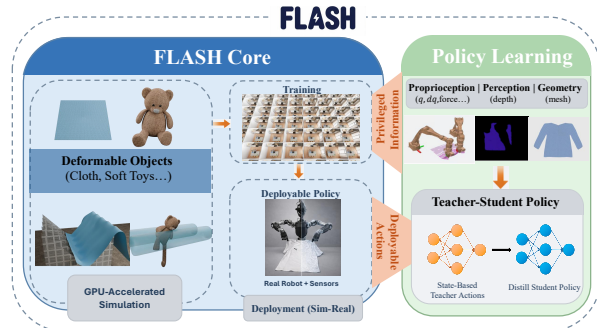 FLASH
FLASH Core
Deformable Objects
(Cloth, Soft Toys...)
GPU-Accelerated
Simulation
Training
Deployable Policy
Real Robot + Sensors
Deployment (Sim-Real)
Privileged
Information
Deployable
Actions
Policy Learning
Proprioception | Perception | Geometry
(q, dq,force...) (depth) (mesh)
Teacher-Student Policy
State-Based
Teacher Actions
Distill Student Policy